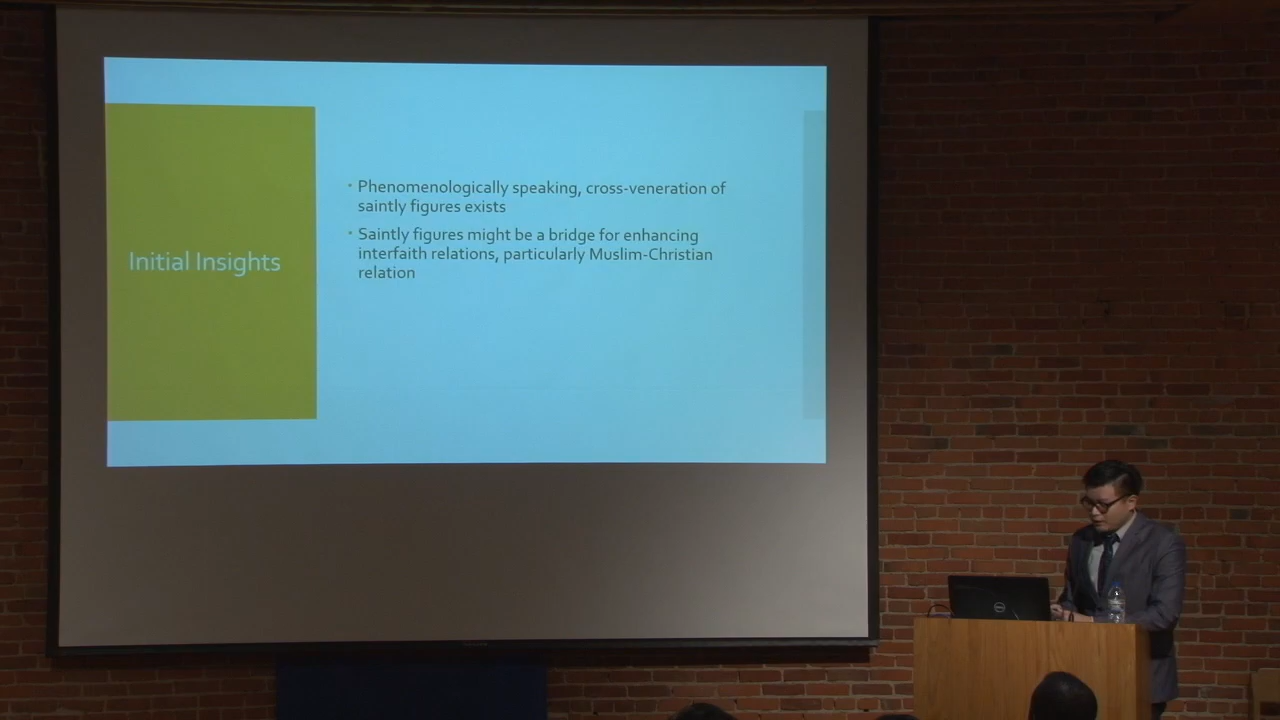 Initial Insights
Phenomenologically speaking, cross-veneration of
saintly figures exists
Saintly figures might be a bridge for enhancing
interfaith relations, particularly Muslim-Christian
relation
DELL